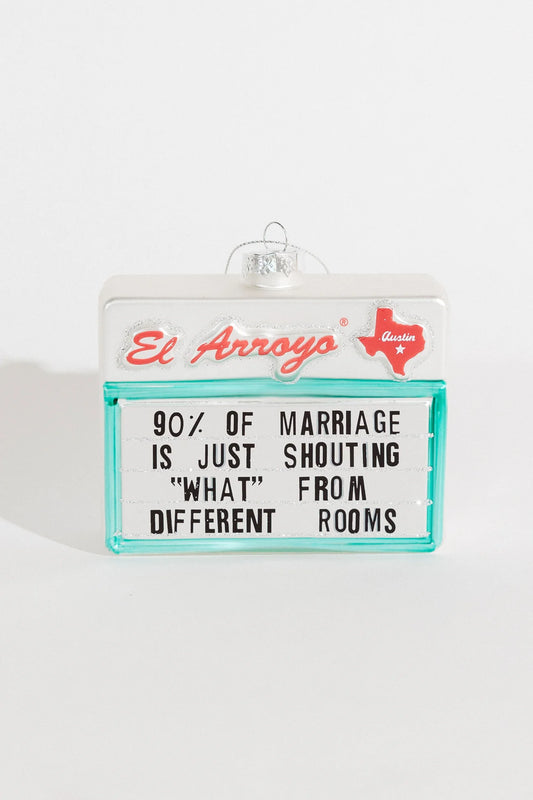 El Arroyo®
Austin
90% OF MARRIAGE
IS JUST SHOUTING
"WHAT" FROM
DIFFERENT ROOMS